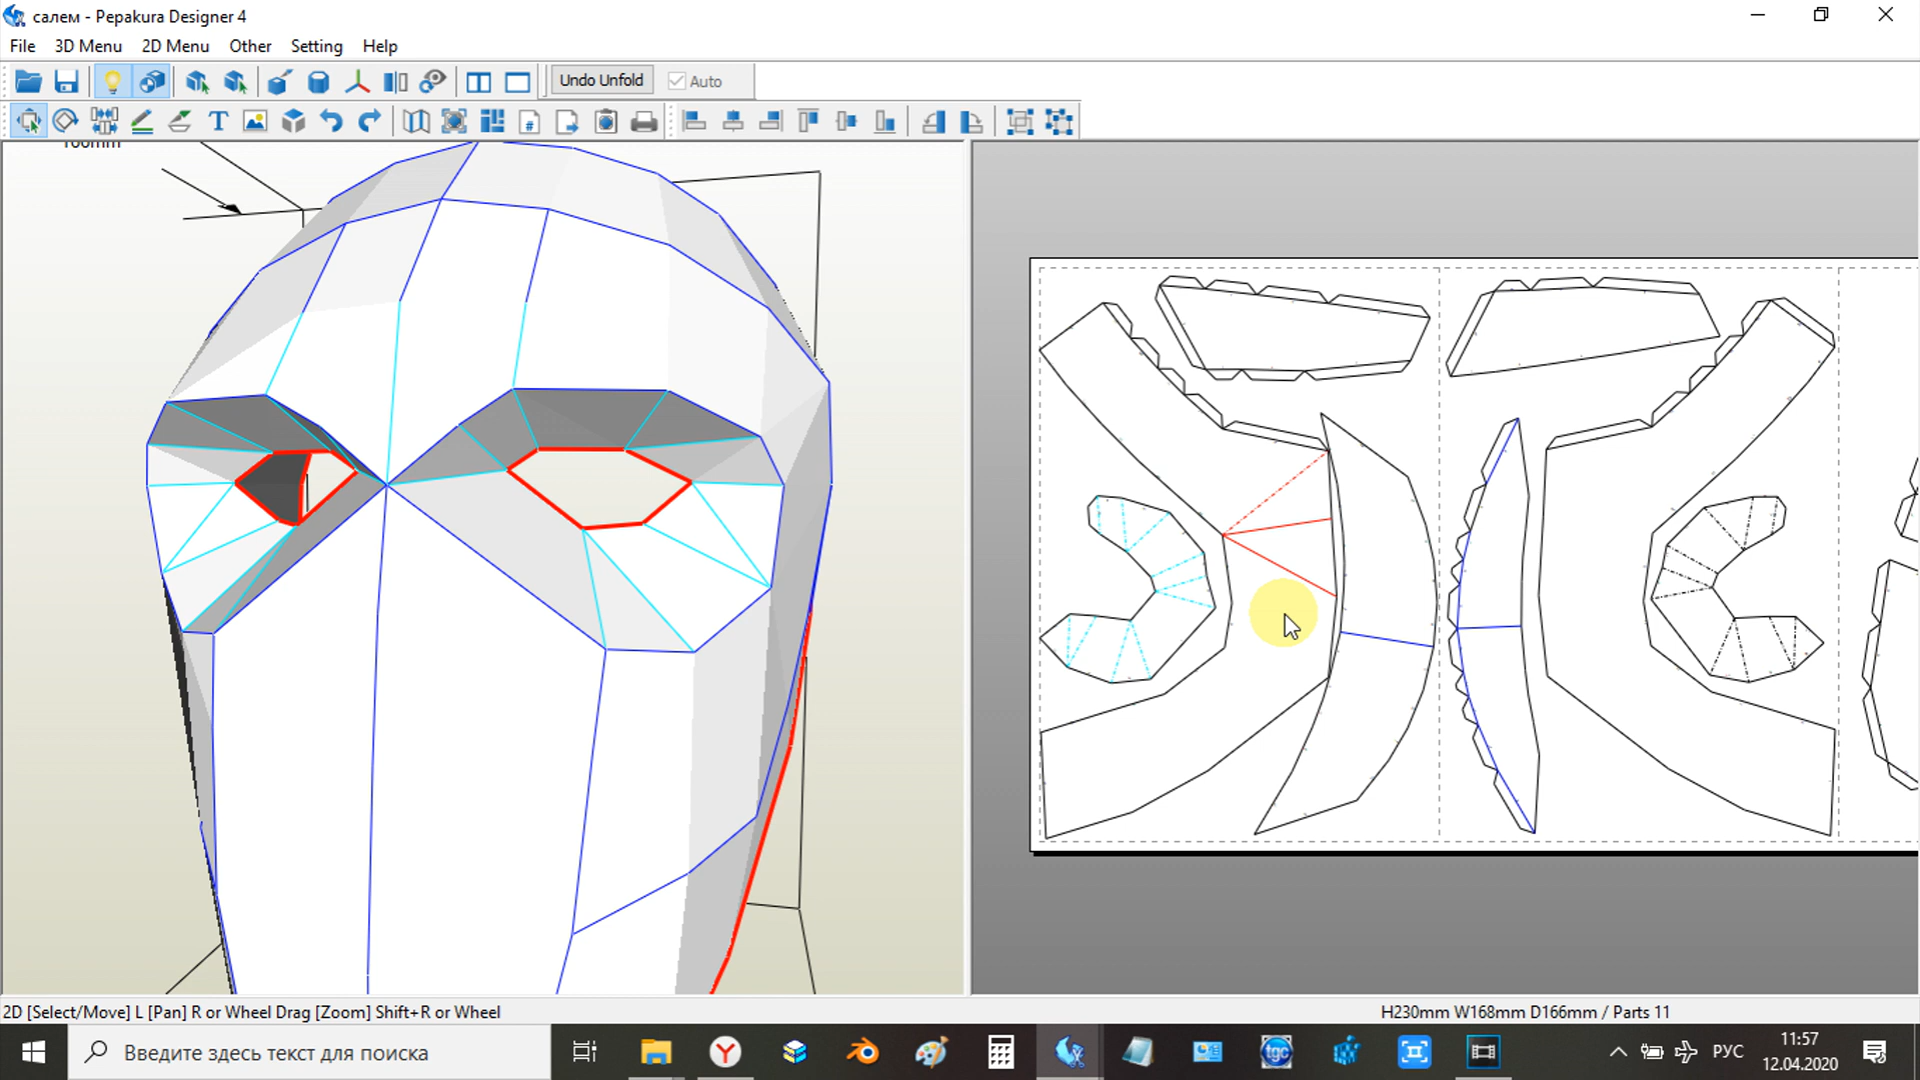 салем - Pepakura Designer 4
File 3D Menu 2D Menu Other Setting Help
Undo Unfold Auto
2D [Select/Move] L [Pan] R or Wheel Drag [Zoom] Shift+R or Wheel
H230mm W168mm D166mm / Parts 11
Введите здесь текст для поиска
tgc
РУС
11:57
12.04.2020